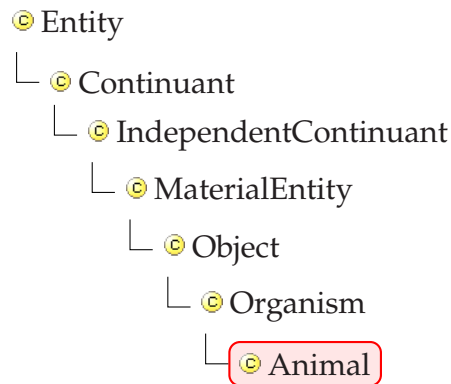 Entity
Continuant
IndependentContinuant
MaterialEntity
Object
Organism
Animal